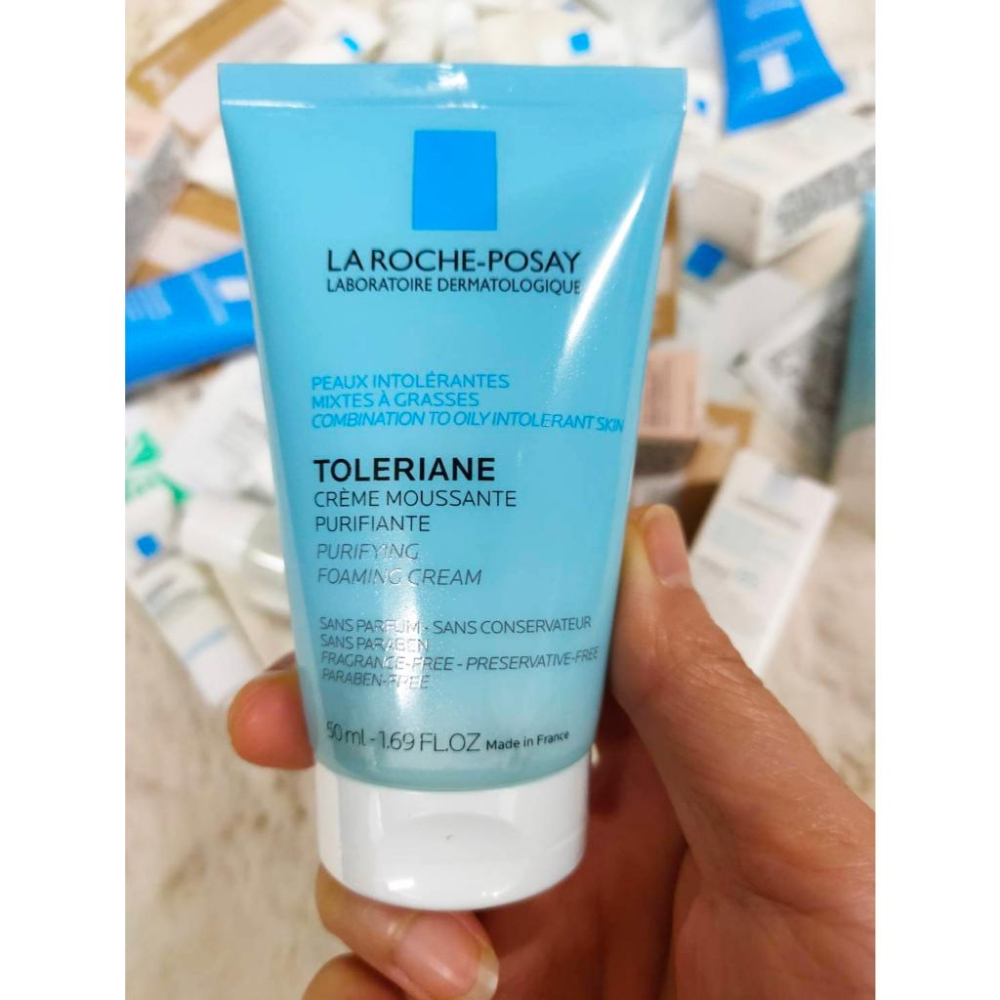 LA ROCHE-POSAY
LABORATOIRE DERMATOLOGIQUE
PEAUX INTOLÉRANTES
MIXTES À GRASSES
COMBINATION TO OILY INTOLERANT SKIN
TOLERIANE
CRÈME MOUSSANTE
PURIFIANTE
PURIFYING
FOAMING CREAM
SANS PARFUM - SANS CONSERVATEUR
SANS PARABEN
FRAGRANCE-FREE - PRESERVATIVE-FREE
PARABEN-FREE
50 ml - 1.69 FL.OZ Made in France